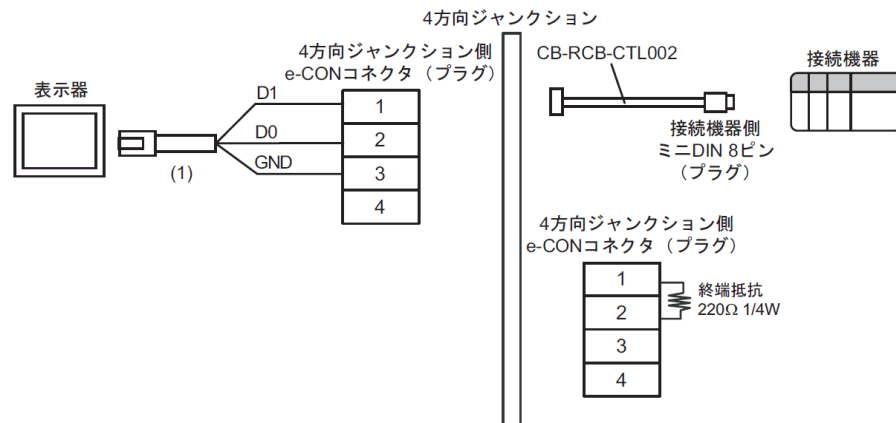 4方向ジャンクション
4方向ジャンクション側
e-CONコネクタ（プラグ）
表示器
D1
D0
GND
(1)
1
2
3
4
CB-RCB-CTL002
接続機器
接続機器側
ミニDIN 8ピン
（プラグ）
4方向ジャンクション側
e-CONコネクタ（プラグ）
1
2
3
4
終端抵抗
220Ω 1/4W